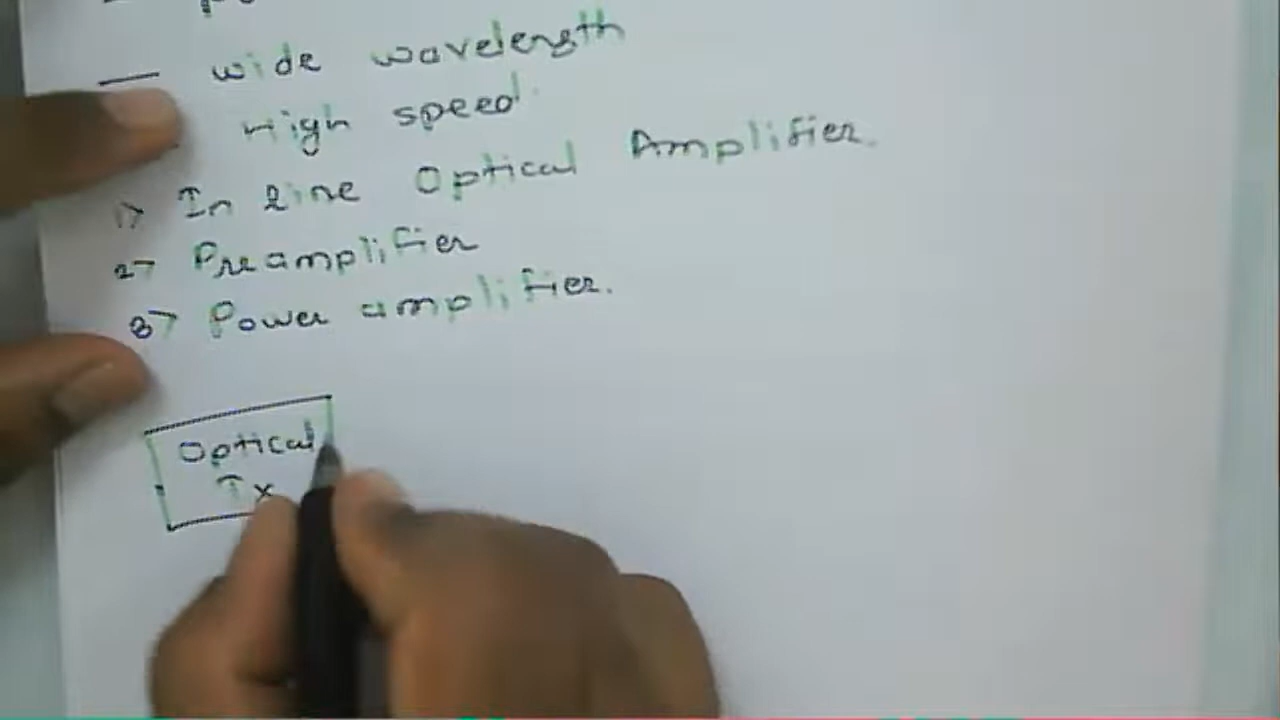 — wide wavelength
High speed
1> In line Optical Amplifier.
2> Preamplifier
3> Power amplifier.
Optical
Tx